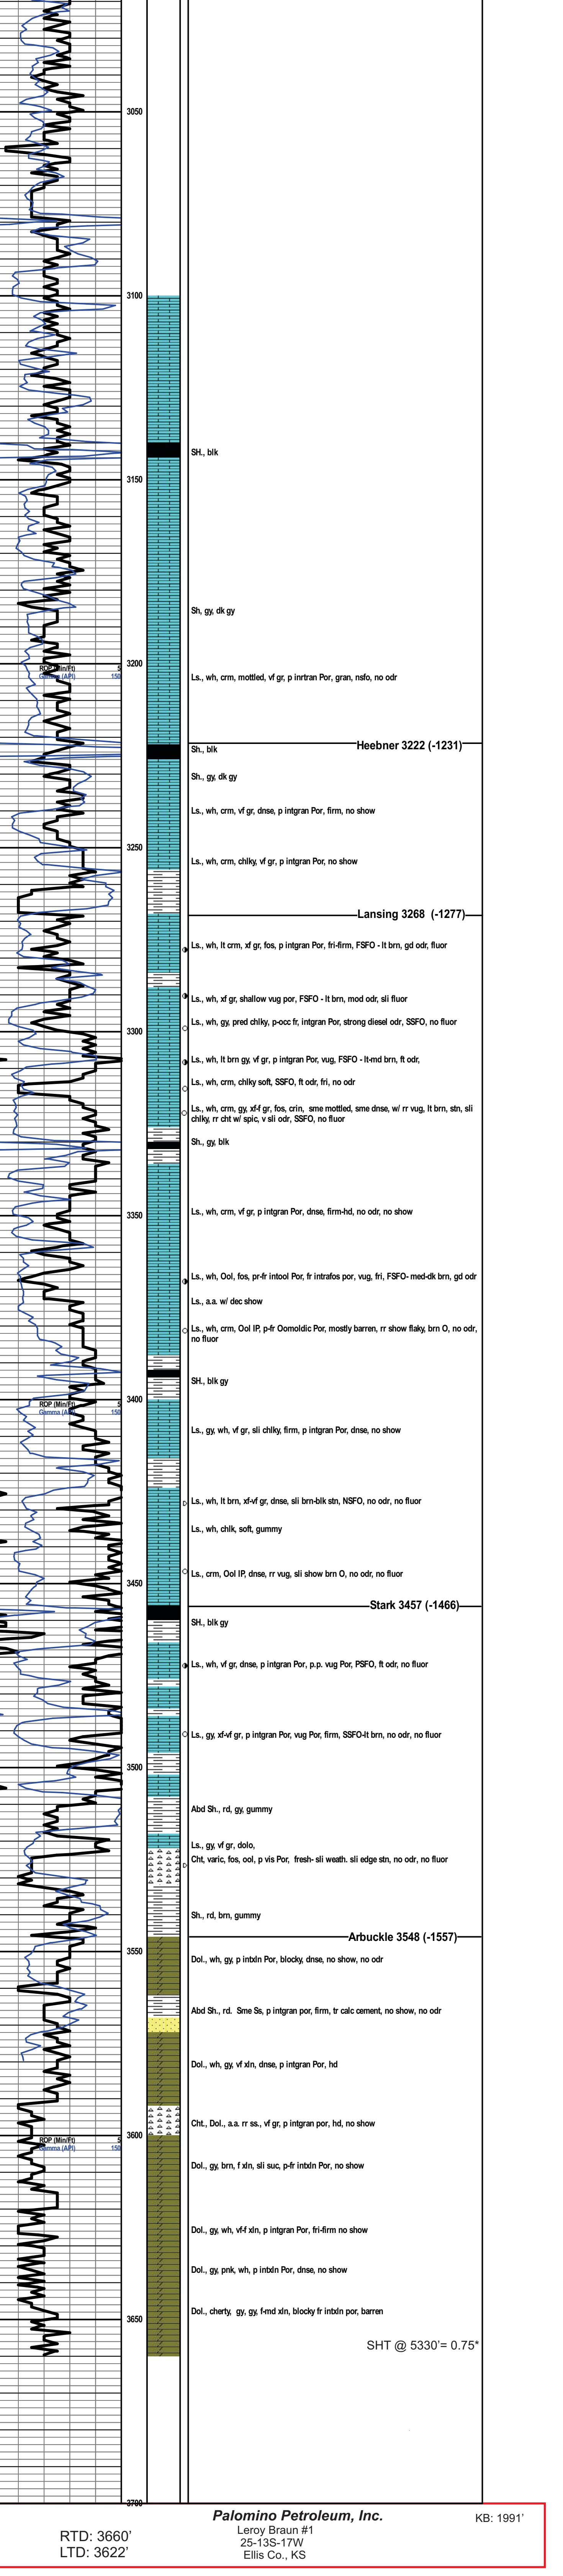 3050
3100
SH., blk
3150
Sh, gy, dk gy
3200
ROP (Min/Ft) 5
Gamma (API) 150
Ls., wh, crm, mottled, vf gr, p inrtran Por, gran, nsfo, no odr
Heebner 3222 (-1231)
Sh., blk
Sh., gy, dk gy
Ls., wh, crm, vf gr, dnse, p intgran Por, firm, no show
3250
Ls., wh, crm, chlky, vf gr, p intgran Por, no show
Lansing 3268 (-1277)
Ls., wh, lt crm, xf gr, fos, p intgran Por, fri-firm, FSFO - lt brn, gd odr, fluor
Ls., wh, xf gr, shallow vug por, FSFO - lt brn, mod odr, sli fluor
Ls., wh, gy, pred chlky, p-occ fr, intgran Por, strong diesel odr, SSFO, no fluor
3300
Ls., wh, lt brn gy, vf gr, p intgran Por, vug, FSFO - lt-md brn, ft odr,
Ls., wh, crm, chlky soft, SSFO, ft odr, fri, no odr
Ls., wh, crm, gy, xf-f gr, fos, crin, sme mottled, sme dnse, w/ rr vug, lt brn, stn, sli
chlky, rr cht w/ spic, v sli odr, SSFO, no fluor
Sh., gy, blk
3350
Ls., wh, crm, vf gr, p intgran Por, dnse, firm-hd, no odr, no show
Ls., wh, Ool, fos, pr-fr intool Por, fr intrafos por, vug, fri, FSFO- med-dk brn, gd odr
Ls., a.a. w/ dec show
Ls., wh, crm, Ool IP, p-fr Oomoldic Por, mostly barren, rr show flaky, brn O, no odr,
no fluor
SH., blk gy
3400
ROP (Min/Ft) 5
Gamma (API) 150
Ls., gy, wh, vf gr, sli chlky, firm, p intgran Por, dnse, no show
Ls., wh, lt brn, xf-vf gr, dnse, sli brn-blk stn, NSFO, no odr, no fluor
Ls., wh, chlk, soft, gummy
Ls., crm, Ool IP, dnse, rr vug, sli show brn O, no odr, no fluor
3450
Stark 3457 (-1466)
SH., blk gy
Ls., wh, vf gr, dnse, p intgran Por, p.p. vug Por, PSFO, ft odr, no fluor
Ls., gy, xf-vf gr, p intgran Por, vug Por, firm, SSFO-lt brn, no odr, no fluor
3500
Abd Sh., rd, gy, gummy
Ls., gy, vf gr, dolo,
Cht, varic, fos, ool, p vis Por, fresh- sli weath. sli edge stn, no odr, no fluor
Sh., rd, brn, gummy
Arbuckle 3548 (-1557)
3550
Dol., wh, gy, p intxln Por, blocky, dnse, no show, no odr
Abd Sh., rd. Sme Ss, p intgran por, firm, tr calc cement, no show, no odr
Dol., wh, gy, vf xln, dnse, p intgran Por, hd
Cht., Dol., a.a. rr ss., vf gr, p intgran por, hd, no show
3600
ROP (Min/Ft) 5
Gamma (API) 150
Dol., gy, brn, f xln, sli suc, p-fr intxln Por, no show
Dol., gy, wh, vf-f xln, p intgran Por, fri-firm no show
Dol., gy, pnk, wh, p intxln Por, dnse, no show
Dol., cherty, gy, gy, f-md xln, blocky fr intxln por, barren
3650
SHT @ 5330'= 0.75*
3700
Palomino Petroleum, Inc.
KB: 1991'
Leroy Braun #1
RTD: 3660'
25-13S-17W
LTD: 3622'
Ellis Co., KS